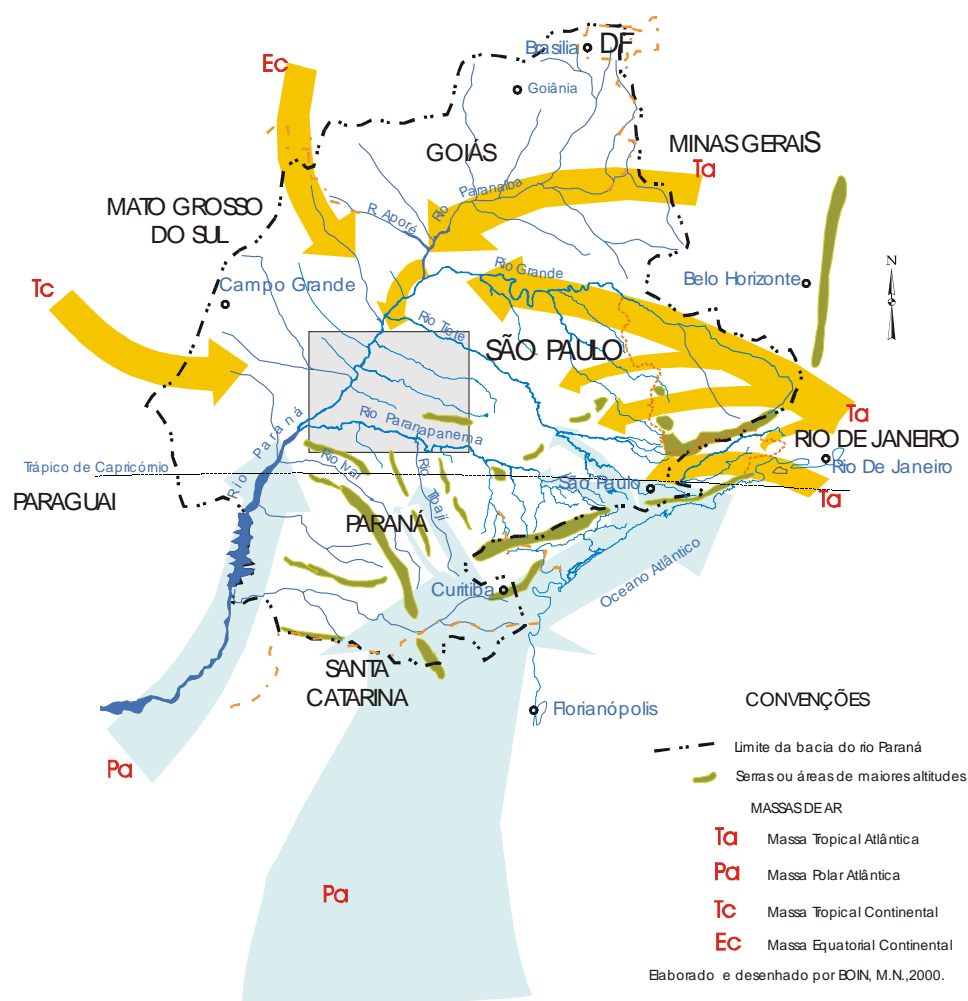 Brasilia
DF
Ec
Goiânia
MINAS GERAIS
GOIÁS
Ta
Rio Paranaiba
MATO GROSSO
DO SUL
R. Aporé
Rio Grande
Belo Horizonte
N
Tc
Campo Grande
Rio Tietê
SÃO PAULO
Rio Paraná
Rio Paranapanema
Ta
RIO DE JANEIRO
Rio De Janeiro
Trápico de Capricórnio
Rio Ivaí
Rio Tibaji
São Paulo
Ta
PARAGUAI
PARANÁ
Curitiba
Oceano Atlântico
SANTA
CATARINA
Florianópolis
Pa
Pa
CONVENÇÕES
Limite da bacia do rio Paraná
Serras ou áreas de maiores altitudes
MASSAS DE AR
Ta Massa Tropical Atlântica
Pa Massa Polar Atlântica
Tc Massa Tropical Continental
Ec Massa Equatorial Continental
Elaborado e desenhado por BOIN, M.N.,2000.